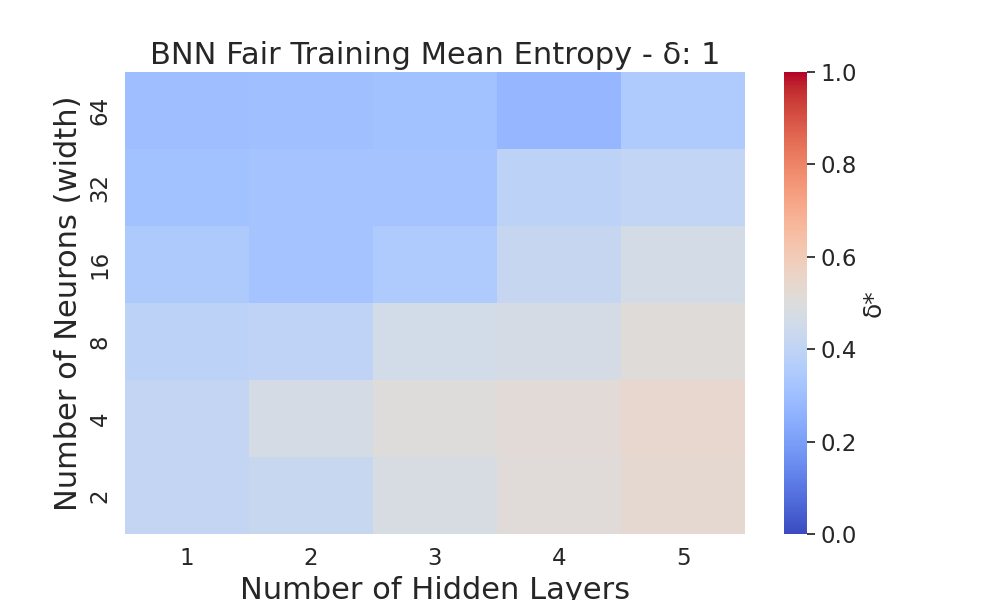 BNN Fair Training Mean Entropy - δ: 1
Number of Neurons (width)
64
32
16
8
4
2
1 2 3 4 5
Number of Hidden Layers
1.0
0.8
0.6
0.4
0.2
0.0
δ*